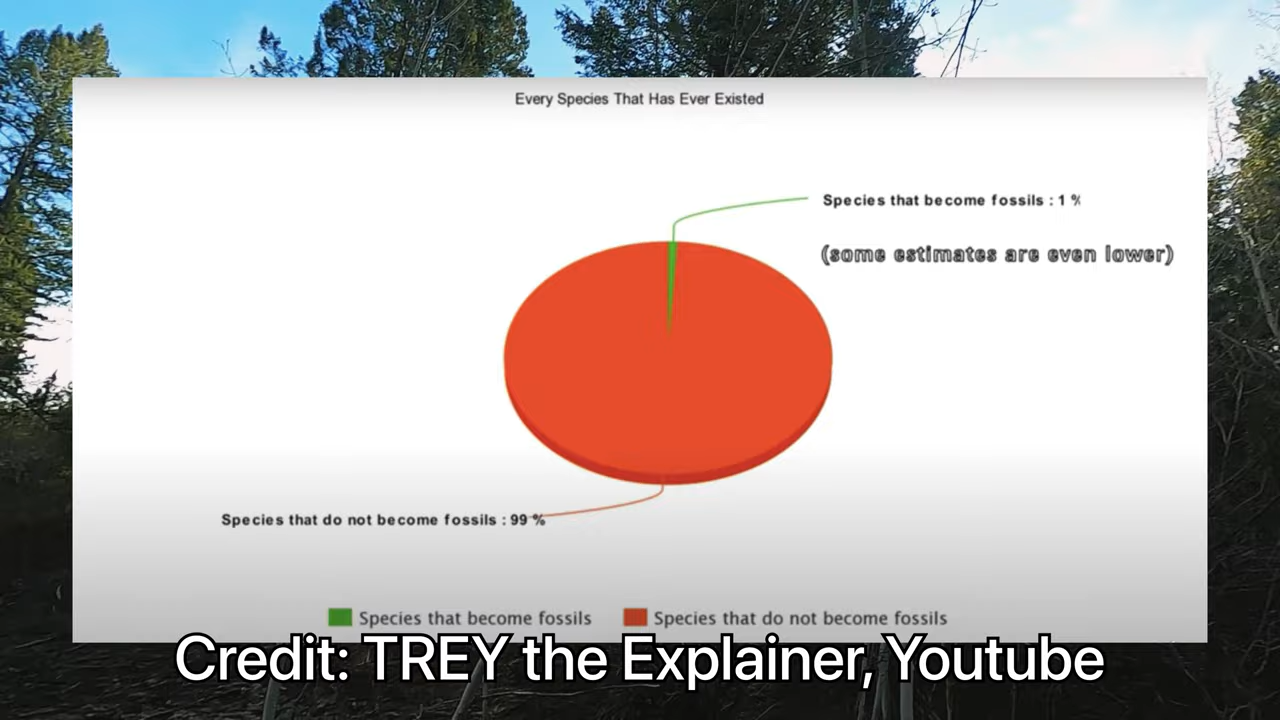 Every Species That Has Ever Existed
Species that become fossils : 1 %
(some estimates are even lower)
Species that do not become fossils : 99 %
Species that become fossils
Species that do not become fossils
Credit: TREY the Explainer, Youtube